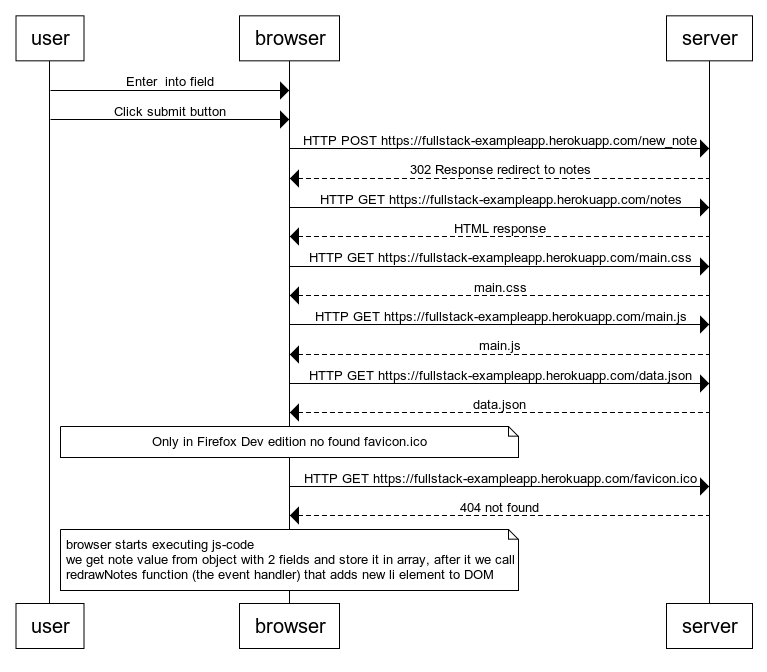 user browser server
Enter  into field
Click submit button
HTTP POST https://fullstack-exampleapp.herokuapp.com/new_note
302 Response redirect to notes
HTTP GET https://fullstack-exampleapp.herokuapp.com/notes
HTML response
HTTP GET https://fullstack-exampleapp.herokuapp.com/main.css
main.css
HTTP GET https://fullstack-exampleapp.herokuapp.com/main.js
main.js
HTTP GET https://fullstack-exampleapp.herokuapp.com/data.json
data.json
Only in Firefox Dev edition no found favicon.ico
HTTP GET https://fullstack-exampleapp.herokuapp.com/favicon.ico
404 not found
browser starts executing js-code
we get note value from object with 2 fields and store it in array, after it we call
redrawNotes function (the event handler) that adds new li element to DOM
user browser server